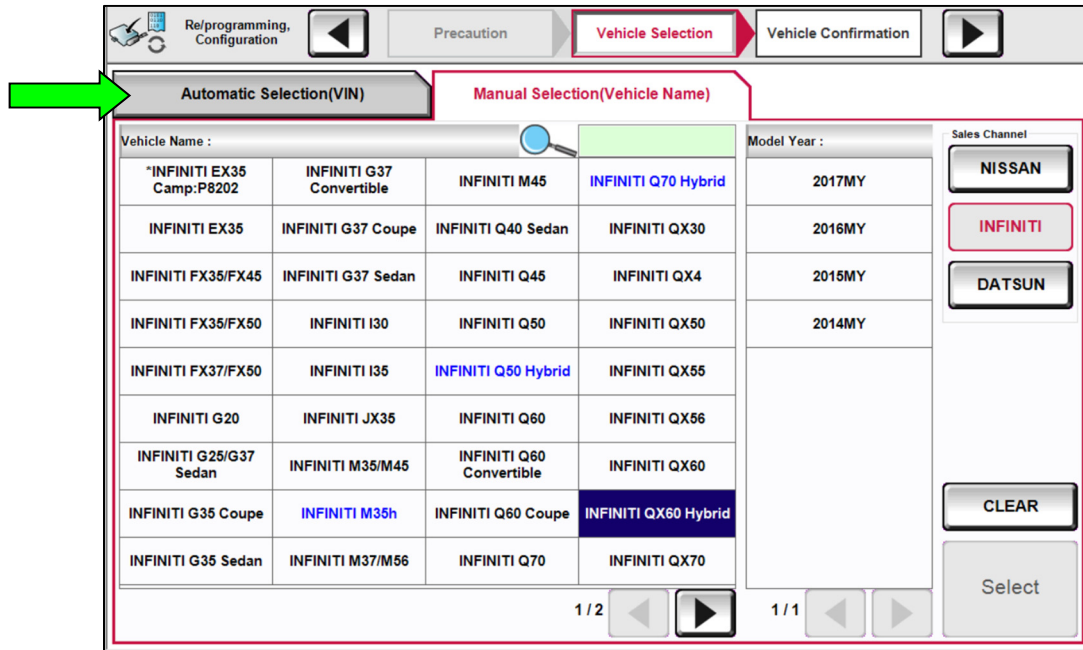 Re/programming,
Configuration
Precaution
Vehicle Selection
Vehicle Confirmation
Automatic Selection(VIN)
Manual Selection(Vehicle Name)
Vehicle Name :
Model Year :
Sales Channel
*INFINITI EX35
Camp:P8202
INFINITI G37
Convertible
INFINITI M45
INFINITI Q70 Hybrid
2017MY
NISSAN
INFINITI EX35
INFINITI G37 Coupe
INFINITI Q40 Sedan
INFINITI QX30
2016MY
INFINITI
INFINITI FX35/FX45
INFINITI G37 Sedan
INFINITI Q45
INFINITI QX4
2015MY
DATSUN
INFINITI FX35/FX50
INFINITI I30
INFINITI Q50
INFINITI QX50
2014MY
INFINITI FX37/FX50
INFINITI I35
INFINITI Q50 Hybrid
INFINITI QX55
INFINITI G20
INFINITI JX35
INFINITI Q60
INFINITI QX56
INFINITI G25/G37
Sedan
INFINITI M35/M45
INFINITI Q60
Convertible
INFINITI QX60
INFINITI G35 Coupe
INFINITI M35h
INFINITI Q60 Coupe
INFINITI QX60 Hybrid
CLEAR
INFINITI G35 Sedan
INFINITI M37/M56
INFINITI Q70
INFINITI QX70
Select
1 / 2
1 / 1